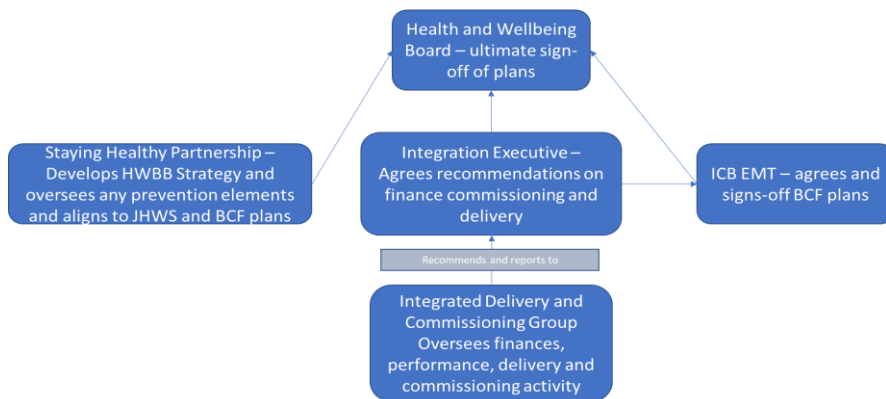 Health and Wellbeing
Board – ultimate sign-
off of plans
Staying Healthy Partnership –
Develops HWBB Strategy and
oversees any prevention elements
and aligns to JHWS and BCF plans
Integration Executive –
Agrees recommendations on
finance commissioning and
delivery
ICB EMT – agrees and
signs-off BCF plans
Recommends and reports to
Integrated Delivery and
Commissioning Group
Oversees finances,
performance, delivery and
commissioning activity